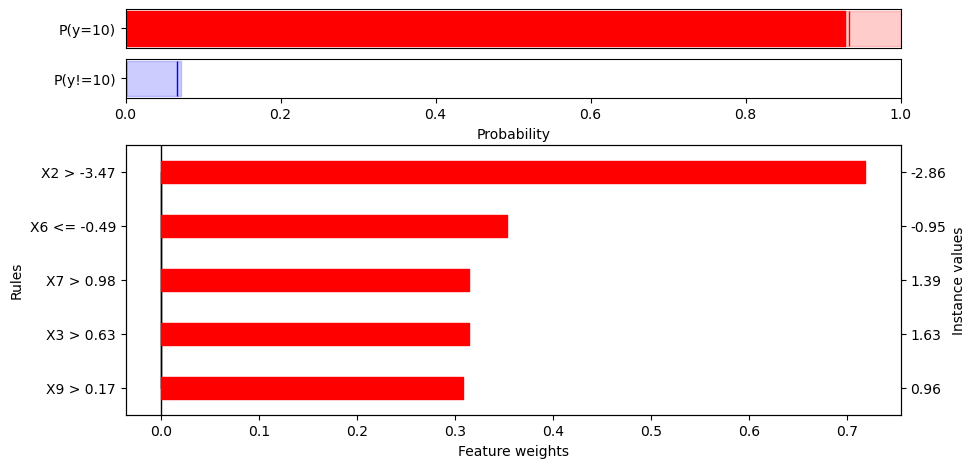 P(y=10)
P(y!=10)
0.0 0.2 0.4 0.6 0.8 1.0
Probability
X2 > -3.47 -2.86
X6 <= -0.49 -0.95
X7 > 0.98 1.39
X3 > 0.63 1.63
X9 > 0.17 0.96
Rules
Instance values
0.0 0.1 0.2 0.3 0.4 0.5 0.6 0.7
Feature weights